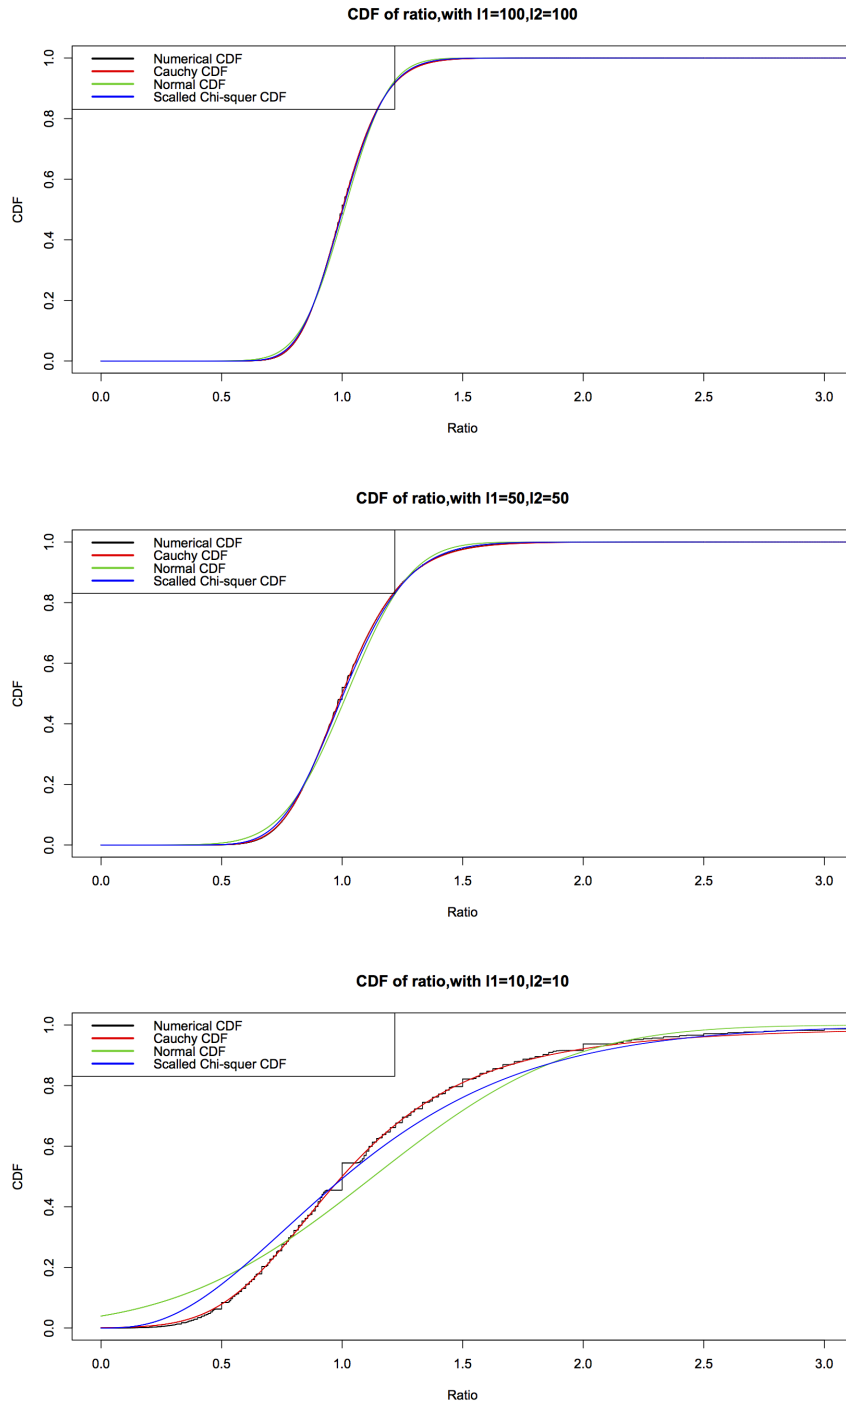 CDF of ratio,with l1=100,l2=100
Numerical CDF
Cauchy CDF
Normal CDF
Scalled Chi-squer CDF
CDF
0.0 0.2 0.4 0.6 0.8 1.0
0.0 0.5 1.0 1.5 2.0 2.5 3.0
Ratio
CDF of ratio,with l1=50,l2=50
Numerical CDF
Cauchy CDF
Normal CDF
Scalled Chi-squer CDF
CDF
0.0 0.2 0.4 0.6 0.8 1.0
0.0 0.5 1.0 1.5 2.0 2.5 3.0
Ratio
CDF of ratio,with l1=10,l2=10
Numerical CDF
Cauchy CDF
Normal CDF
Scalled Chi-squer CDF
CDF
0.0 0.2 0.4 0.6 0.8 1.0
0.0 0.5 1.0 1.5 2.0 2.5 3.0
Ratio